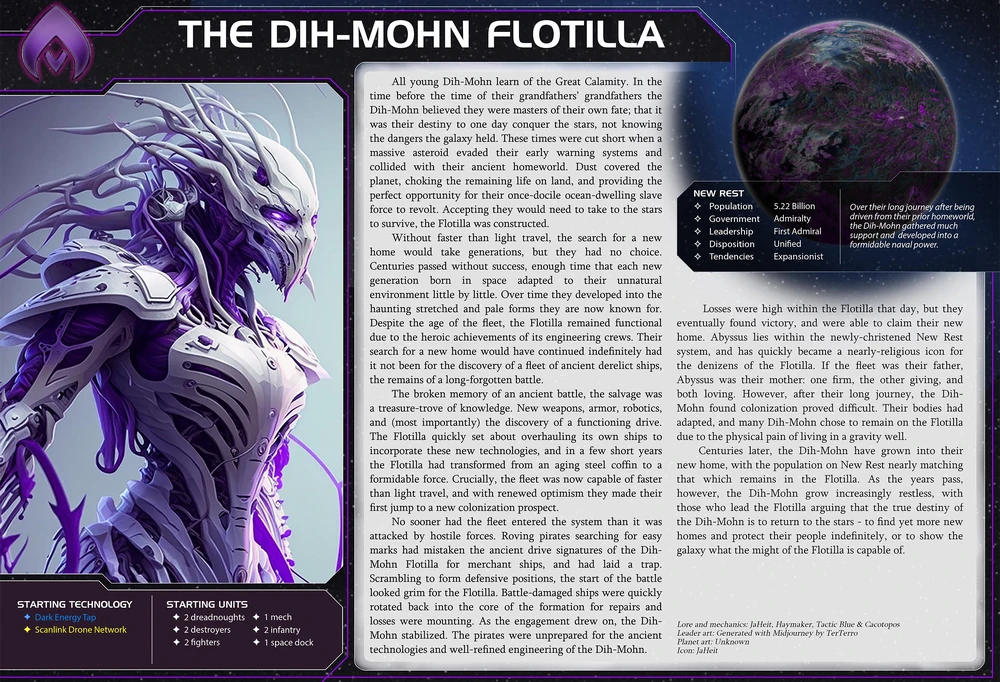 THE DIH-MOHN FLOTILLA
All young Dih-Mohn learn of the Great Calamity. In the
time before the time of their grandfathers' grandfathers the
Dih-Mohn believed they were masters of their own fate; that it
was their destiny to one day conquer the stars, not knowing
the dangers the galaxy held. These times were cut short when a
massive asteroid evaded their early warning systems and
collided with their ancient homeworld. Dust covered the
planet, choking the remaining life on land, and providing the
perfect opportunity for their once-docile ocean-dwelling slave
force to revolt. Accepting they would need to take to the stars
to survive, the Flotilla was constructed.
Without faster than light travel, the search for a new
home would take generations, but they had no choice.
Centuries passed without success, enough time that each new
generation born in space adapted to their unnatural
environment little by little. Over time they developed into the
haunting stretched and pale forms they are now known for.
Despite the age of the fleet, the Flotilla remained functional
due to the heroic achievements of its engineering crews. Their
search for a new home would have continued indefinitely had
it not been for the discovery of a fleet of ancient derelict ships,
the remains of a long-forgotten battle.
The broken memory of an ancient battle, the salvage was
a treasure-trove of knowledge. New weapons, armor, robotics,
and (most importantly) the discovery of a functioning drive.
The Flotilla quickly set about overhauling its own ships to
incorporate these new technologies, and in a few short years
the Flotilla had transformed from an aging steel coffin to a
formidable force. Crucially, the fleet was now capable of faster
than light travel, and with renewed optimism they made their
first jump to a new colonization prospect.
No sooner had the fleet entered the system than it was
attacked by hostile forces. Roving pirates searching for easy
marks had mistaken the ancient drive signatures of the Dih-
Mohn Flotilla for merchant ships, and had laid a trap.
Scrambling to form defensive positions, the start of the battle
looked grim for the Flotilla. Battle-damaged ships were quickly
rotated back into the core of the formation for repairs and
losses were mounting. As the engagement drew on, the Dih-
Mohn stabilized. The pirates were unprepared for the ancient
technologies and well-refined engineering of the Dih-Mohn.
NEW REST
Population 5.22 Billion
Government Admiralty
Leadership First Admiral
Disposition Unified
Tendencies Expansionist
Over their long journey after being
driven from their prior homeworld,
the Dih-Mohn gathered much
support and developed into a
formidable naval power.
Losses were high within the Flotilla that day, but they
eventually found victory, and were able to claim their new
home. Abyssus lies within the newly-christened New Rest
system, and has quickly became a nearly-religious icon for
the denizens of the Flotilla. If the fleet was their father,
Abyssus was their mother: one firm, the other giving, and
both loving. However, after their long journey, the Dih-
Mohn found colonization proved difficult. Their bodies had
adapted, and many Dih-Mohn chose to remain on the Flotilla
due to the physical pain of living in a gravity well.
Centuries later, the Dih-Mohn have grown into their
new home, with the population on New Rest nearly matching
that which remains in the Flotilla. As the years pass,
however, the Dih-Mohn grow increasingly restless, with
those who lead the Flotilla arguing that the true destiny of
the Dih-Mohn is to return to the stars - to find yet more new
homes and protect their people indefinitely, or to show the
galaxy what the might of the Flotilla is capable of.
Lore and mechanics: JaHeit, Haymaker, Tactic Blue & Cacotopos
Leader art: Generated with Midjourney by TerTerro
Planet art: Unknown
Icon: JaHeit
STARTING TECHNOLOGY
Dark Energy Tap
Scanlink Drone Network
STARTING UNITS
2 dreadnoughts 1 mech
2 destroyers 2 infantry
2 fighters 1 space dock